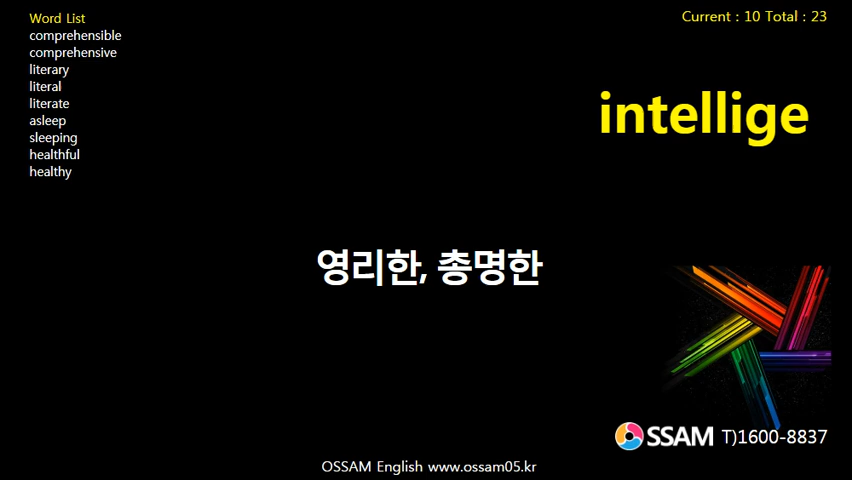 Word List
comprehensible
comprehensive
literary
literal
literate
asleep
sleeping
healthful
healthy
Current : 10 Total : 23
intellige
영리한, 총명한
OSSAM T)1600-8837
OSSAM English www.ossam05.kr